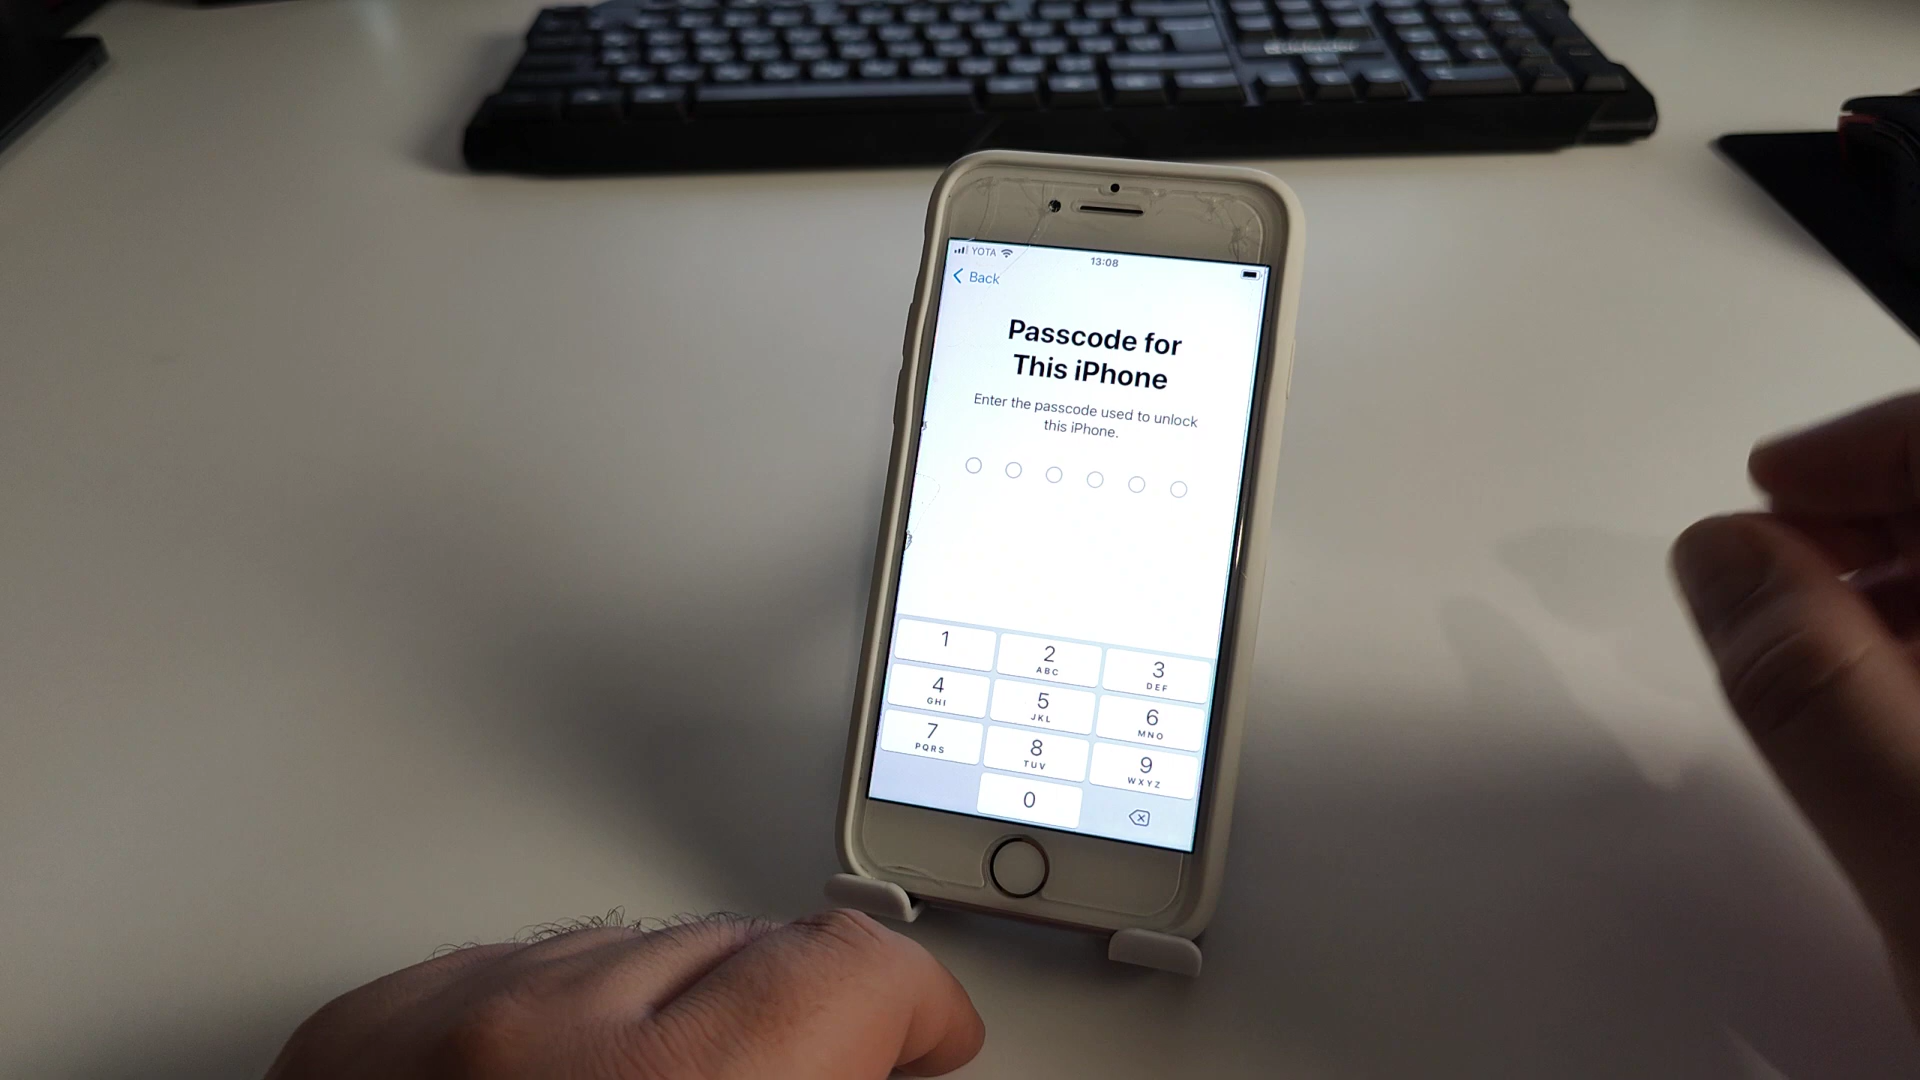 YOTA
13:08
Back
Passcode for
This iPhone
Enter the passcode used to unlock
this iPhone.
1
2
ABC
3
DEF
4
GHI
5
JKL
6
MNO
7
PQRS
8
TUV
9
WXYZ
0